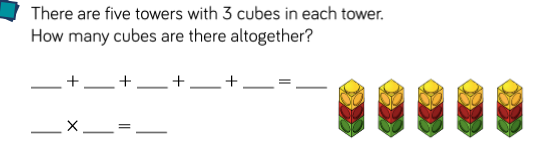 There are five towers with 3 cubes in each tower.
How many cubes are there altogether?
___ + ___ + ___ + ___ + ___ = ___
___ × ___ = ___